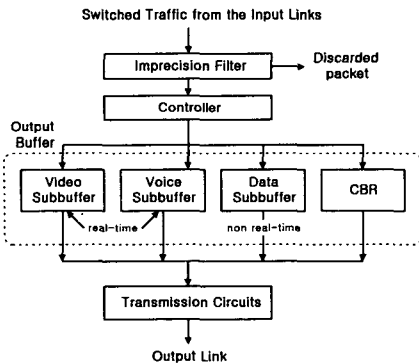 Switched Traffic from the Input Links
Imprecision Filter
Discarded
packet
Controller
Output
Buffer
Video
Subbuffer
Voice
Subbuffer
Data
Subbuffer
CBR
real-time
non real-time
Transmission Circuits
Output Link